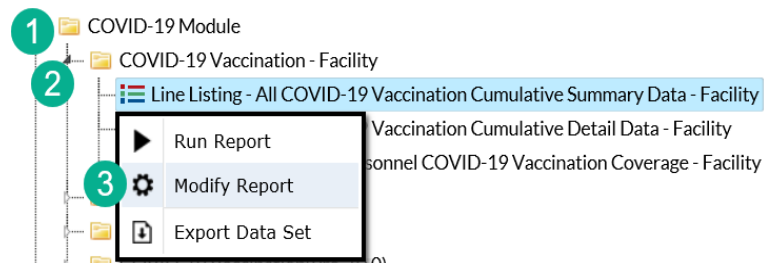 1 COVID-19 Module
COVID-19 Vaccination - Facility
2
Line Listing - All COVID-19 Vaccination Cumulative Summary Data - Facility
Run Report
Vaccination Cumulative Detail Data - Facility
sonnel COVID-19 Vaccination Coverage - Facility
3 Modify Report
Export Data Set